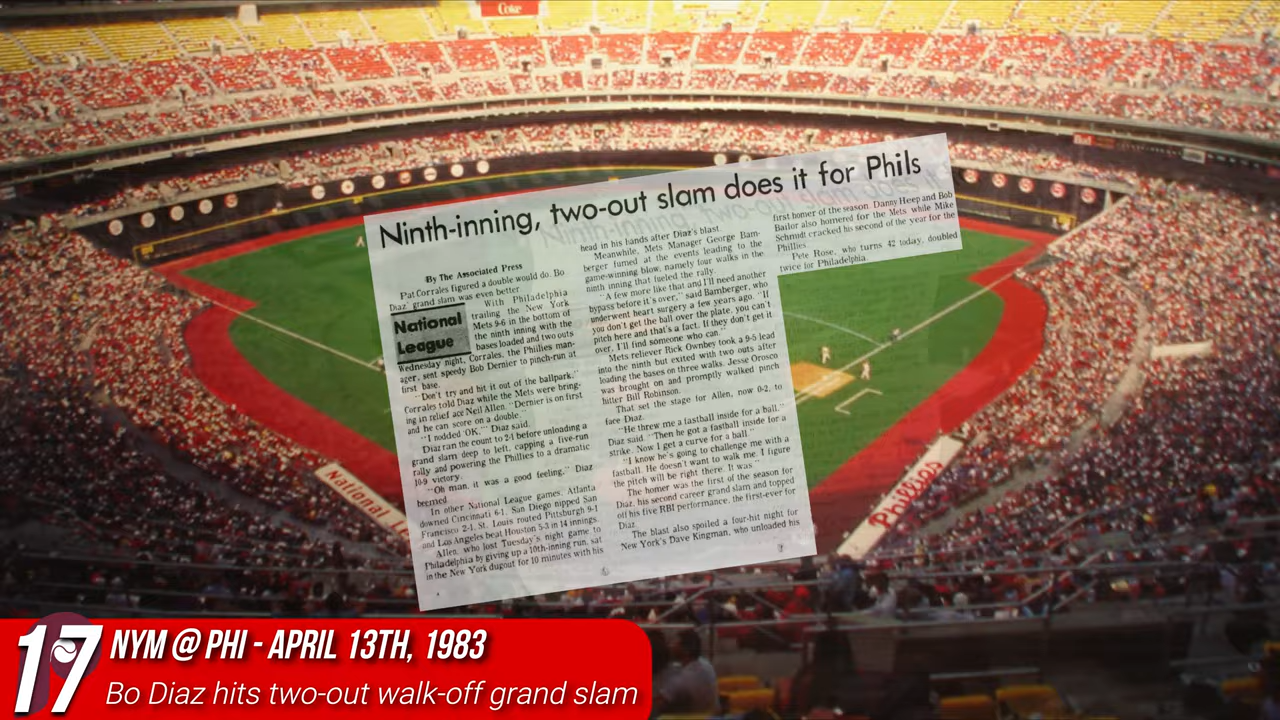 Coke
Ninth-inning, two-out slam does it for Phils
By The Associated Press
Pat Corrales figured a double would do. Bo
Diaz' grand slam was even better.
National
League
With Philadelphia
trailing the New York
Mets 9-6 in the bottom of
the ninth inning with the
bases loaded and two outs
Wednesday night, Corrales, the Phillies man-
ager, sent speedy Bob Dernier to pinch-run at
first base.
"Don't try and hit it out of the ballpark,"
Corrales told Diaz while the Mets were bring-
ing in relief ace Neil Allen. "Dernier is on first
and he can score on a double."
"I nodded 'OK,'" Diaz said.
Diaz ran the count to 2-1 before unloading a
grand slam deep to left, capping a five-run
rally and powering the Phillies to a dramatic
10-9 victory.
"Oh man, it was a good feeling," Diaz
beemed.
In other National League games, Atlanta
downed Cincinnati 6-1, San Diego nipped San
Francisco 2-1, St. Louis routed Pittsburgh 9-1
and Los Angeles beat Houston 5-3 in 14 innings.
Allen, who lost Tuesday's night game to
Philadelphia by giving up a 10th-inning run, sat
in the New York dugout for 10 minutes with his
head in his hands after Diaz's blast.
Meanwhile, Mets Manager George Bam-
berger fumed at the events leading to the
game-winning blow, namely four walks in the
ninth inning that fueled the rally.
"A few more like that and I'll need another
bypass before it's over," said Bamberger, who
underwent heart surgery a few years ago. "If
you don't get the ball over the plate, you can't
pitch here and that's a fact. If they don't get it
over, I'll find someone who can."
Mets reliever Rick Ownbey took a 9-5 lead
into the ninth but exited with two outs after
loading the bases on three walks. Jesse Orosco
was brought on and promptly walked pinch
hitter Bill Robinson.
That set the stage for Allen, now 0-2, to
face Diaz.
"He threw me a fastball inside for a ball,"
Diaz said. "Then he got a fastball inside for a
strike. Now I get a curve for a ball."
"I know he's going to challenge me with a
fastball. He doesn't want to walk me. I figure
the pitch will be right there. It was."
The homer was the first of the season for
Diaz, his second career grand slam and topped
off his five RBI performance, the first-ever for
Diaz.
The blast also spoiled a four-hit night for
New York's Dave Kingman, who unloaded his
first homer of the season. Danny Heep and Bob
Bailor also homered for the Mets while Mike
Schmidt cracked his second of the year for the
Phillies.
Pete Rose, who turns 42 today, doubled
twice for Philadelphia.
National L
Phillies
17
NYM @ PHI - APRIL 13TH, 1983
Bo Diaz hits two-out walk-off grand slam